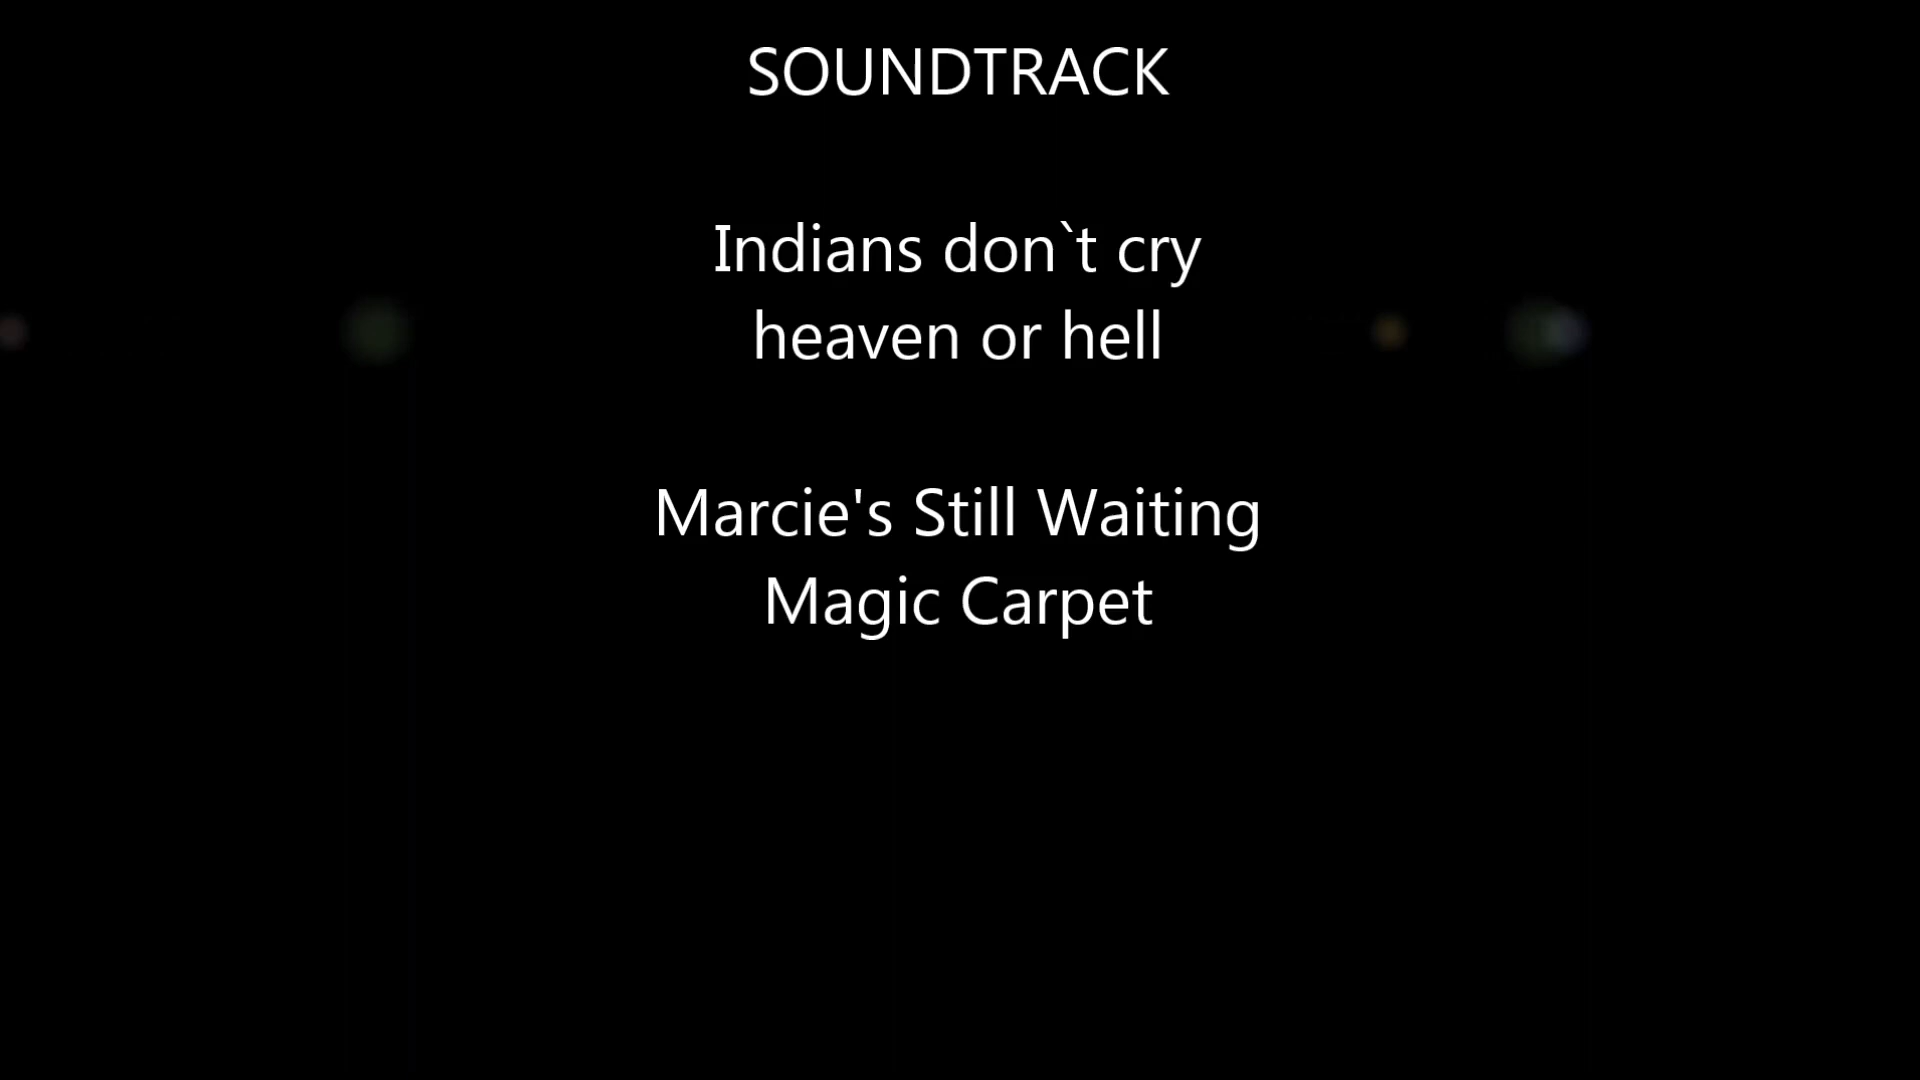 SOUNDTRACK
Indians don`t cry
heaven or hell
Marcie's Still Waiting
Magic Carpet